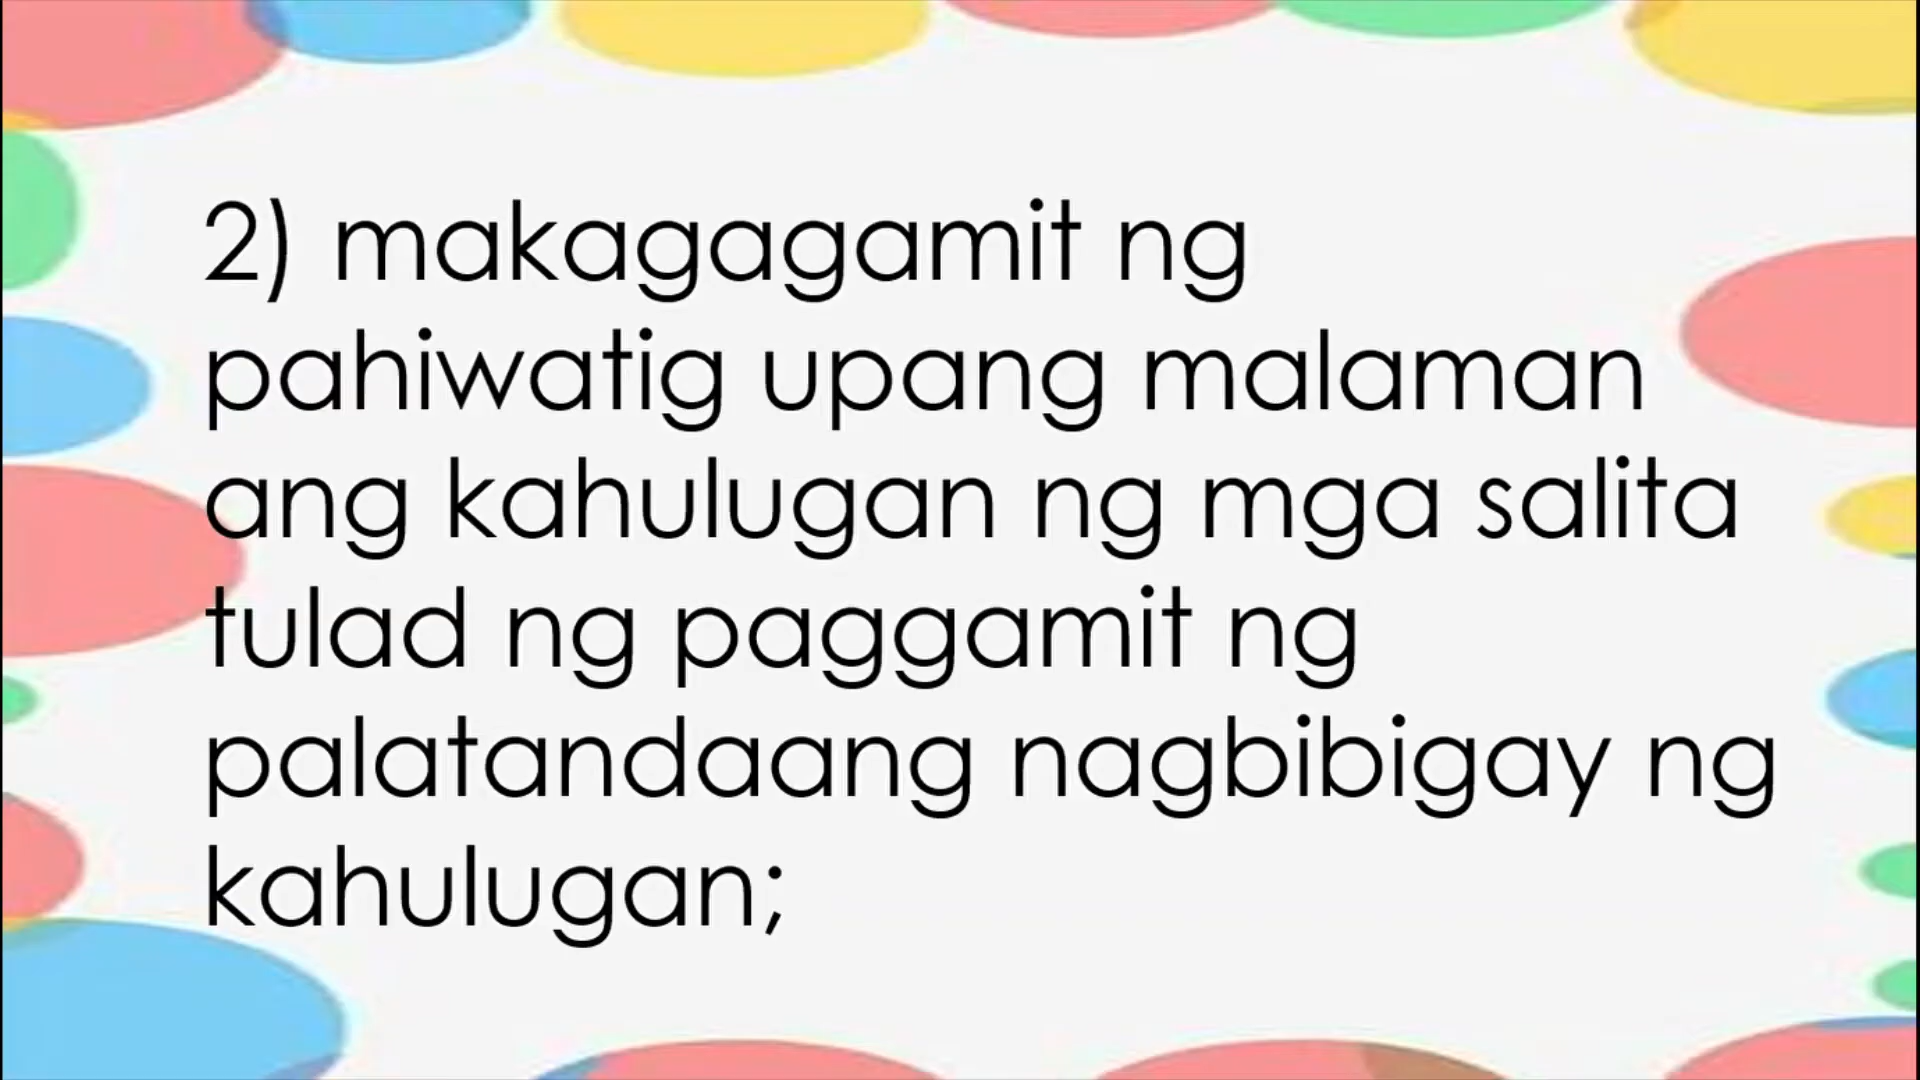 2) makagagamit ng
pahiwatig upang malaman
ang kahulugan ng mga salita
tulad ng paggamit ng
palatandaang nagbibigay ng
kahulugan;